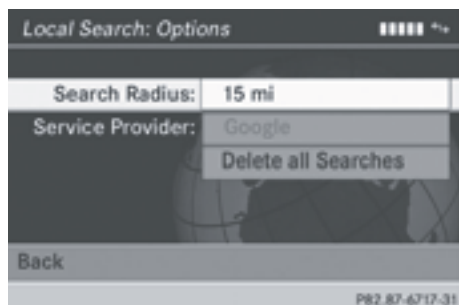 Local Search: Options
Search Radius: 15 mi
Service Provider: Google
Delete all Searches
Back
P82.87-6717-31